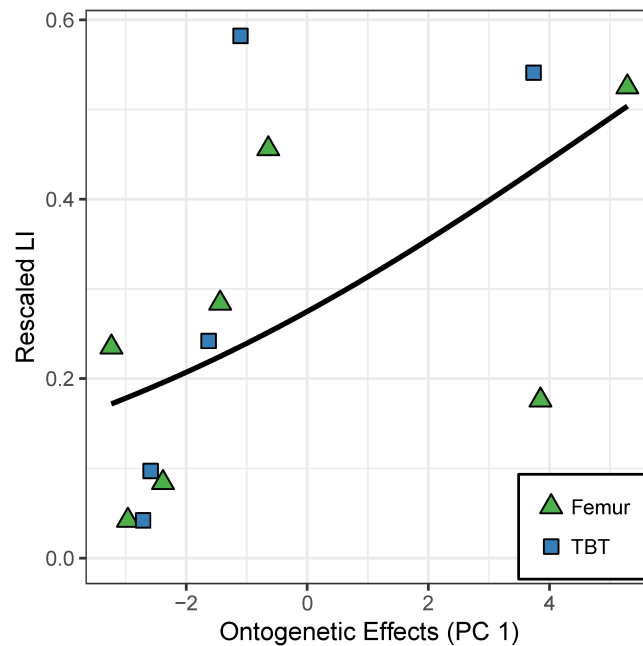 0.6
0.4
0.2
0.0
Rescaled LI
−2 0 2 4
Ontogenetic Effects (PC 1)
Femur
TBT